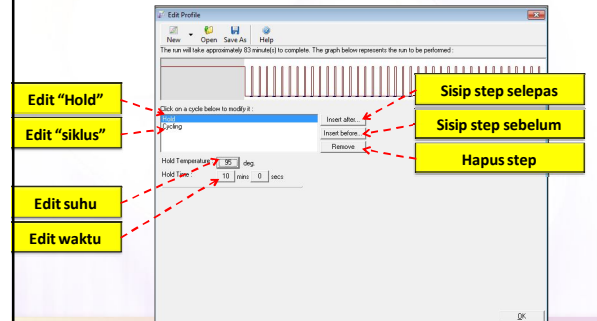 Edit Profile
New Open Save As Help
The run will take approximately 83 minute(s) to complete. The graph below represents the run to be performed :
Click on a cycle below to modify it :
Hold
Cycling
Insert after...
Insert before...
Remove
Hold Temperature : 95 deg.
Hold Time : 10 mins 0 secs
OK
Edit “Hold”
Edit “siklus”
Edit suhu
Edit waktu
Sisip step selepas
Sisip step sebelum
Hapus step